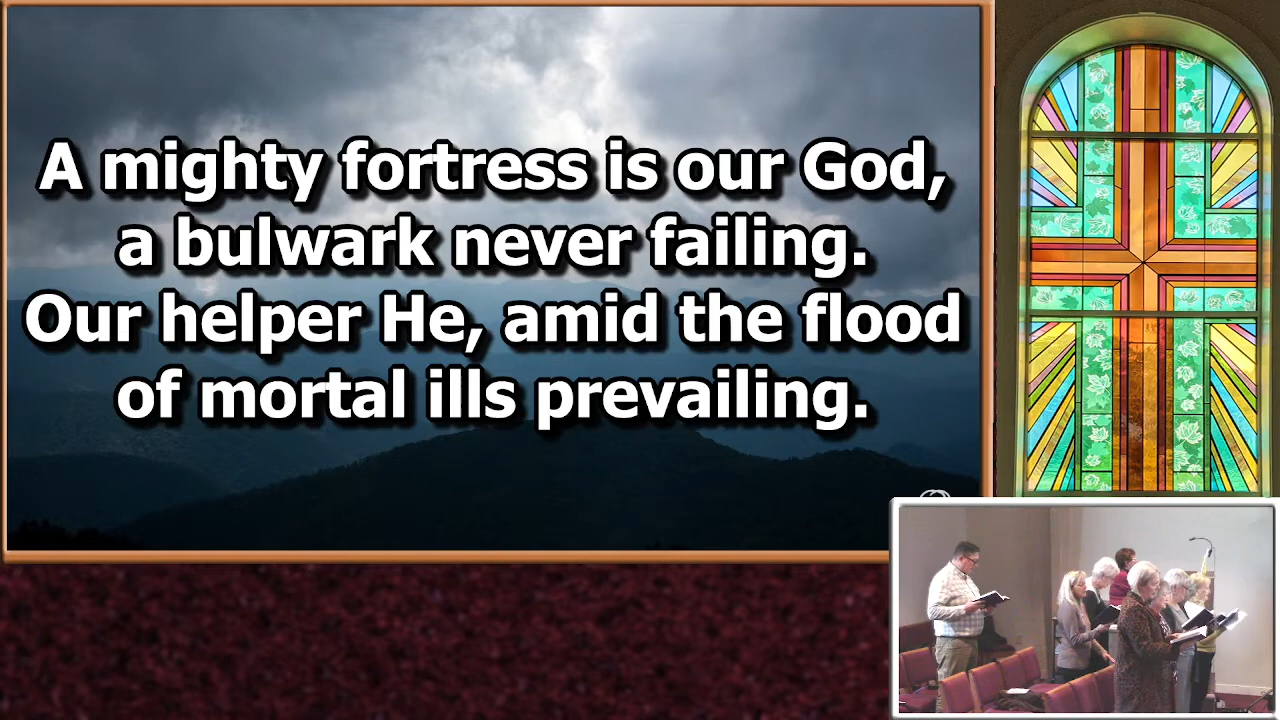 A mighty fortress is our God,
a bulwark never failing.
Our helper He, amid the flood
of mortal ills prevailing.